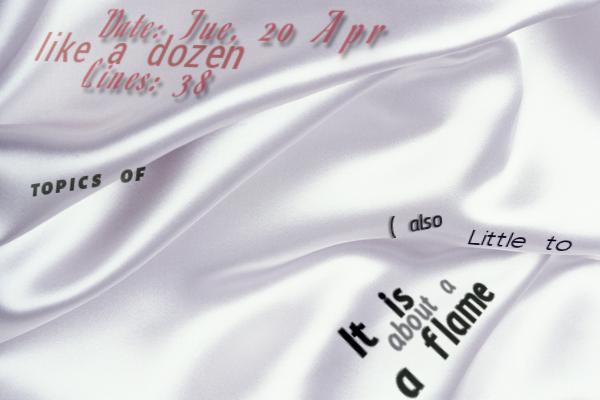 Date: Tue, 20 Apr
like a dozen
Lines: 38
TOPICS OF
( also
Little to
It is
about a
a flame